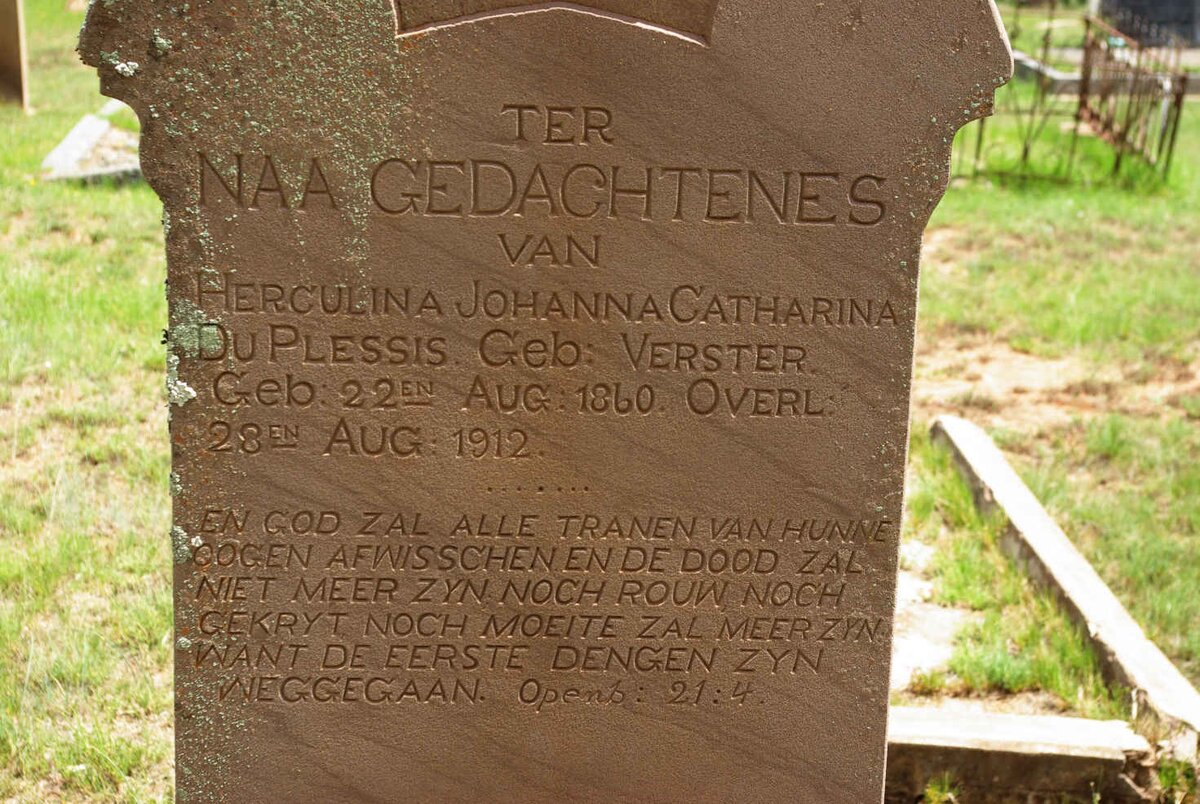 TER
NAA GEDACHTENES
VAN
HERCULINA JOHANNA CATHARINA
DU PLESSIS. Geb: VERSTER.
Geb: 22EN AUG: 1860. OVERL:
28EN AUG: 1912.
EN GOD ZAL ALLE TRANEN VAN HUNNE
OOGEN AFWISSCHEN EN DE DOOD ZAL
NIET MEER ZYN. NOCH ROUW, NOCH
GEKRYT, NOCH MOEITE ZAL MEER ZYN.
WANT DE EERSTE DENGEN ZYN
WEGGEGAAN. Openb: 21:4.